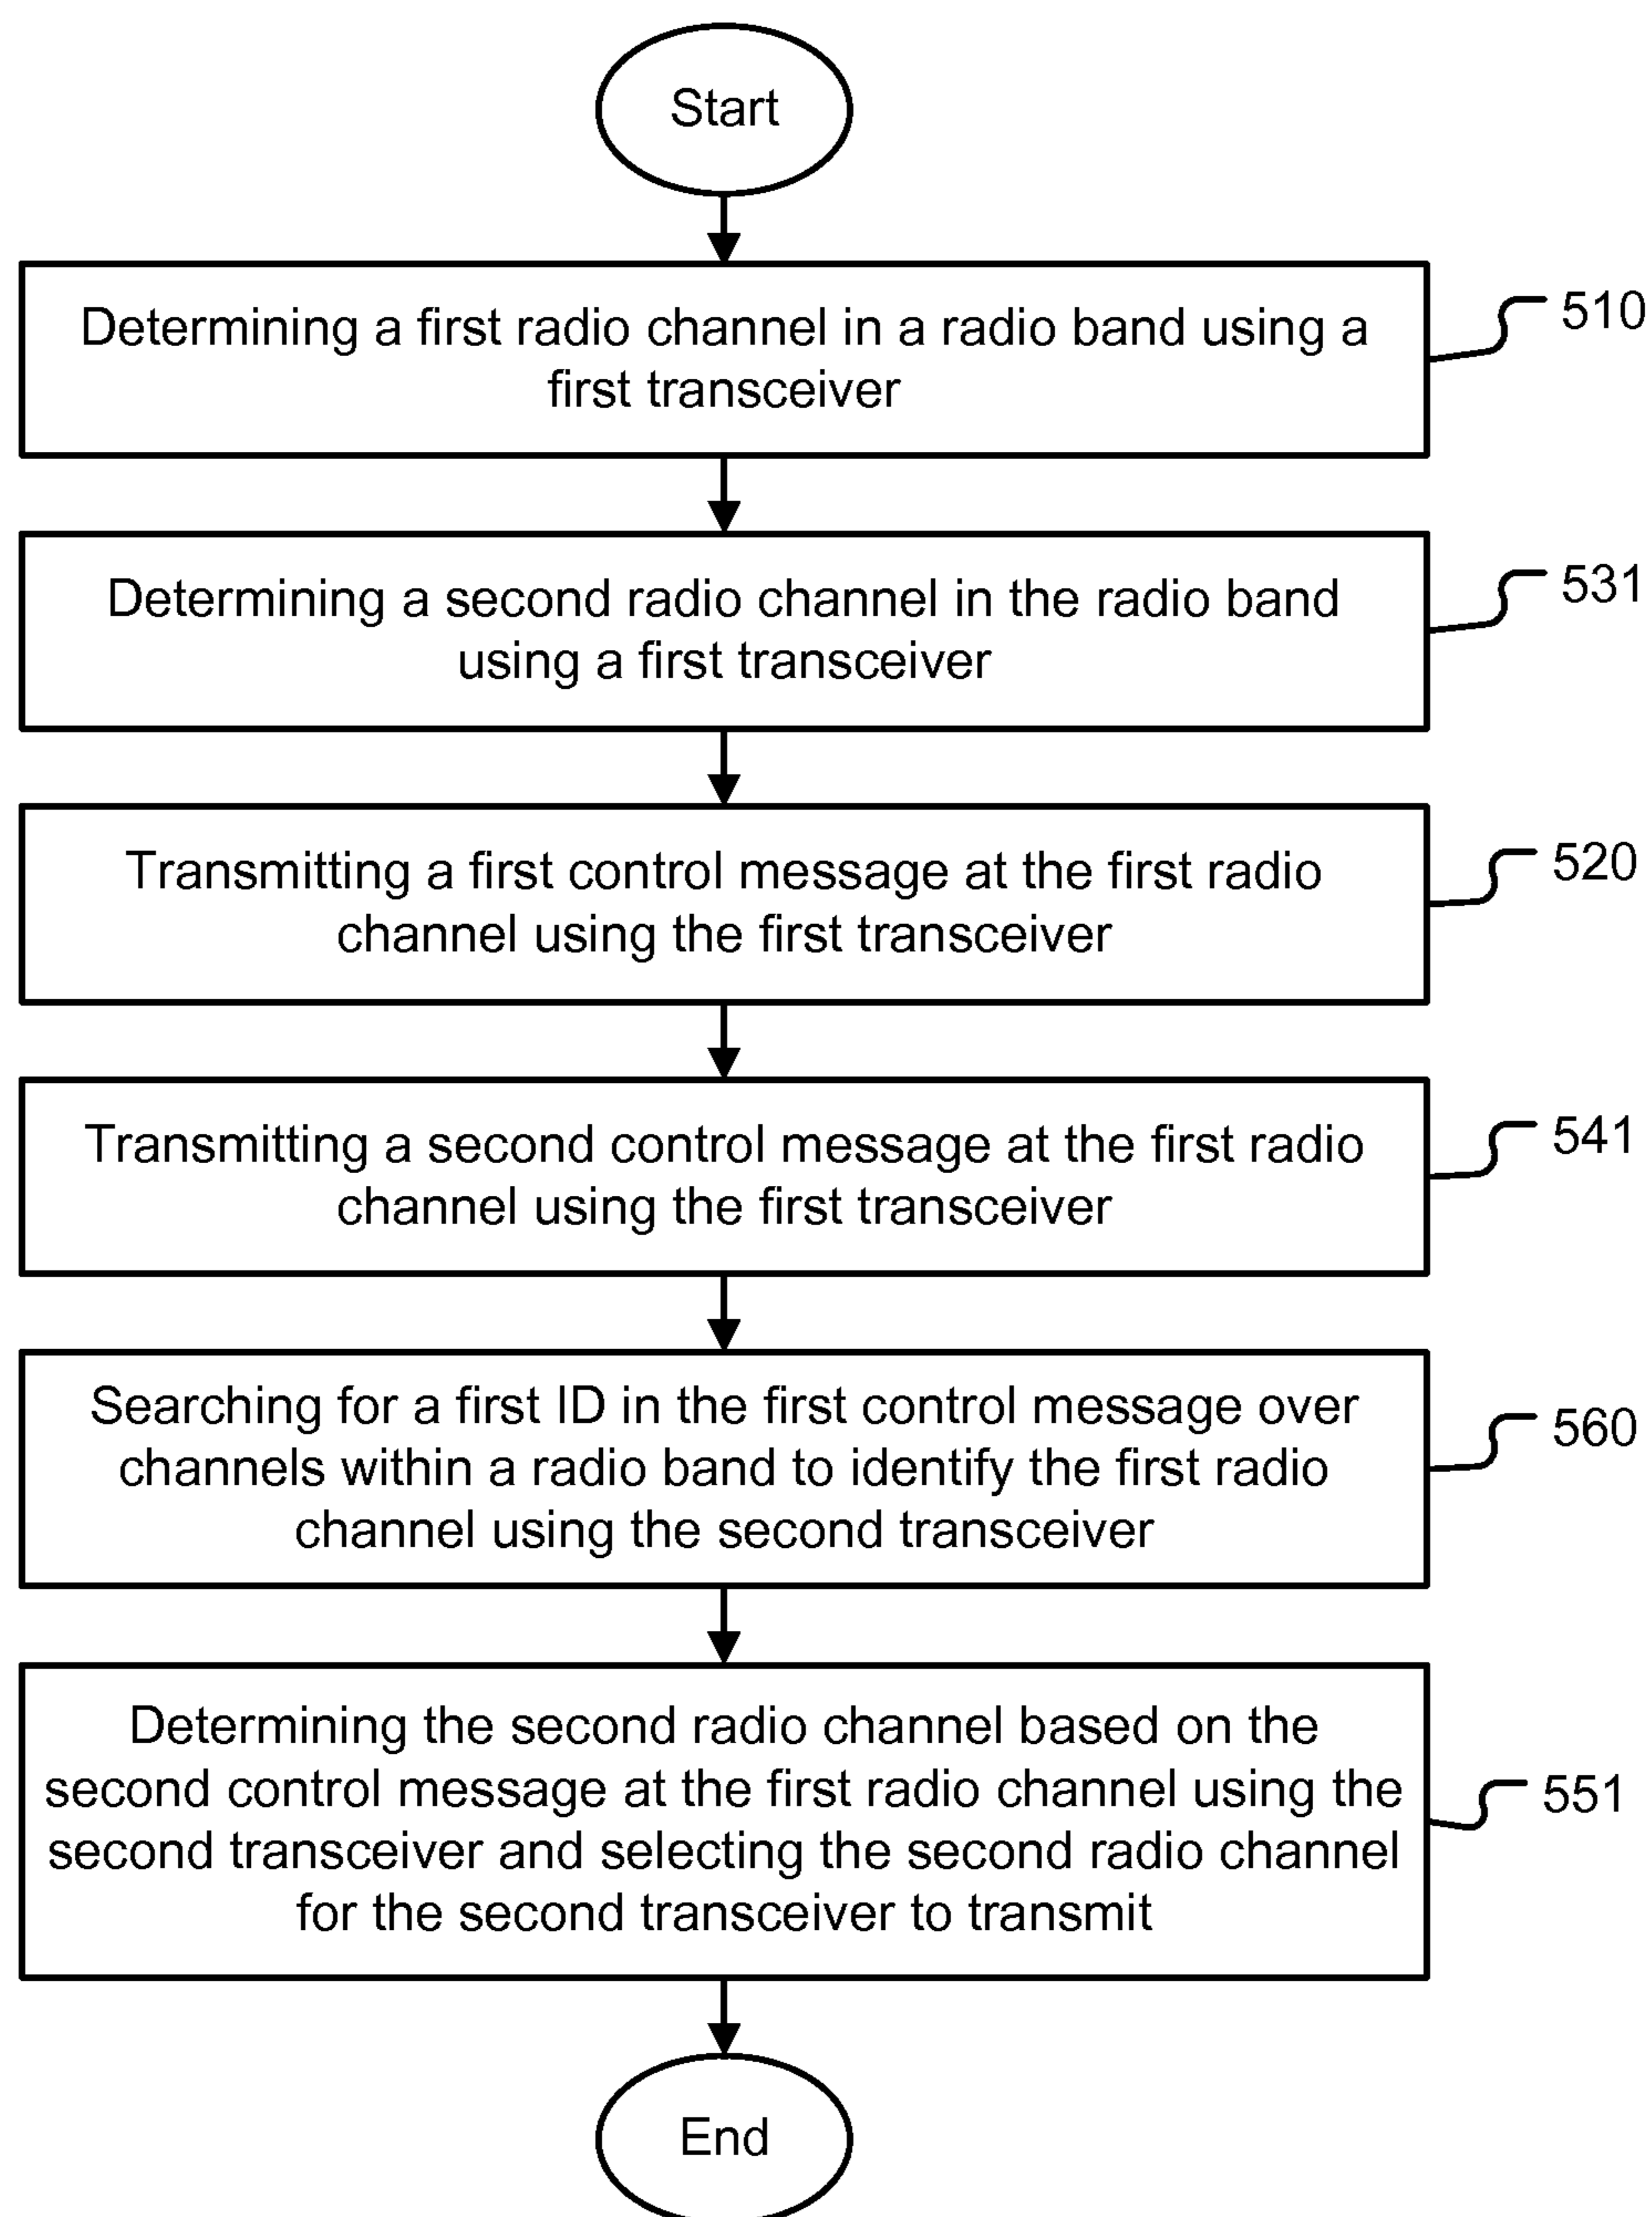 Start
Determining a first radio channel in a radio band using a
first transceiver
510
Determining a second radio channel in the radio band
using a first transceiver
531
Transmitting a first control message at the first radio
channel using the first transceiver
520
Transmitting a second control message at the first radio
channel using the first transceiver
541
Searching for a first ID in the first control message over
channels within a radio band to identify the first radio
channel using the second transceiver
560
Determining the second radio channel based on the
second control message at the first radio channel using the
second transceiver and selecting the second radio channel
for the second transceiver to transmit
551
End